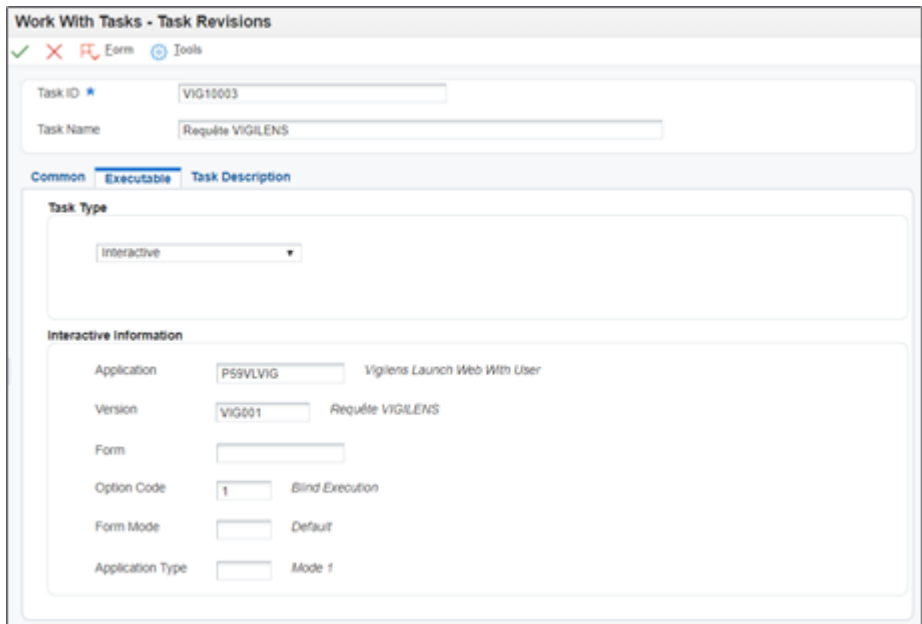 Work With Tasks - Task Revisions
Form Tools
Task ID * VIG10003
Task Name Requête VIGILENS
Common Executable Task Description
Task Type
Interactive
Interactive Information
Application P59VLVIG Vigilens Launch Web With User
Version VIG001 Requête VIGILENS
Form
Option Code 1 Blind Execution
Form Mode Default
Application Type Mode 1